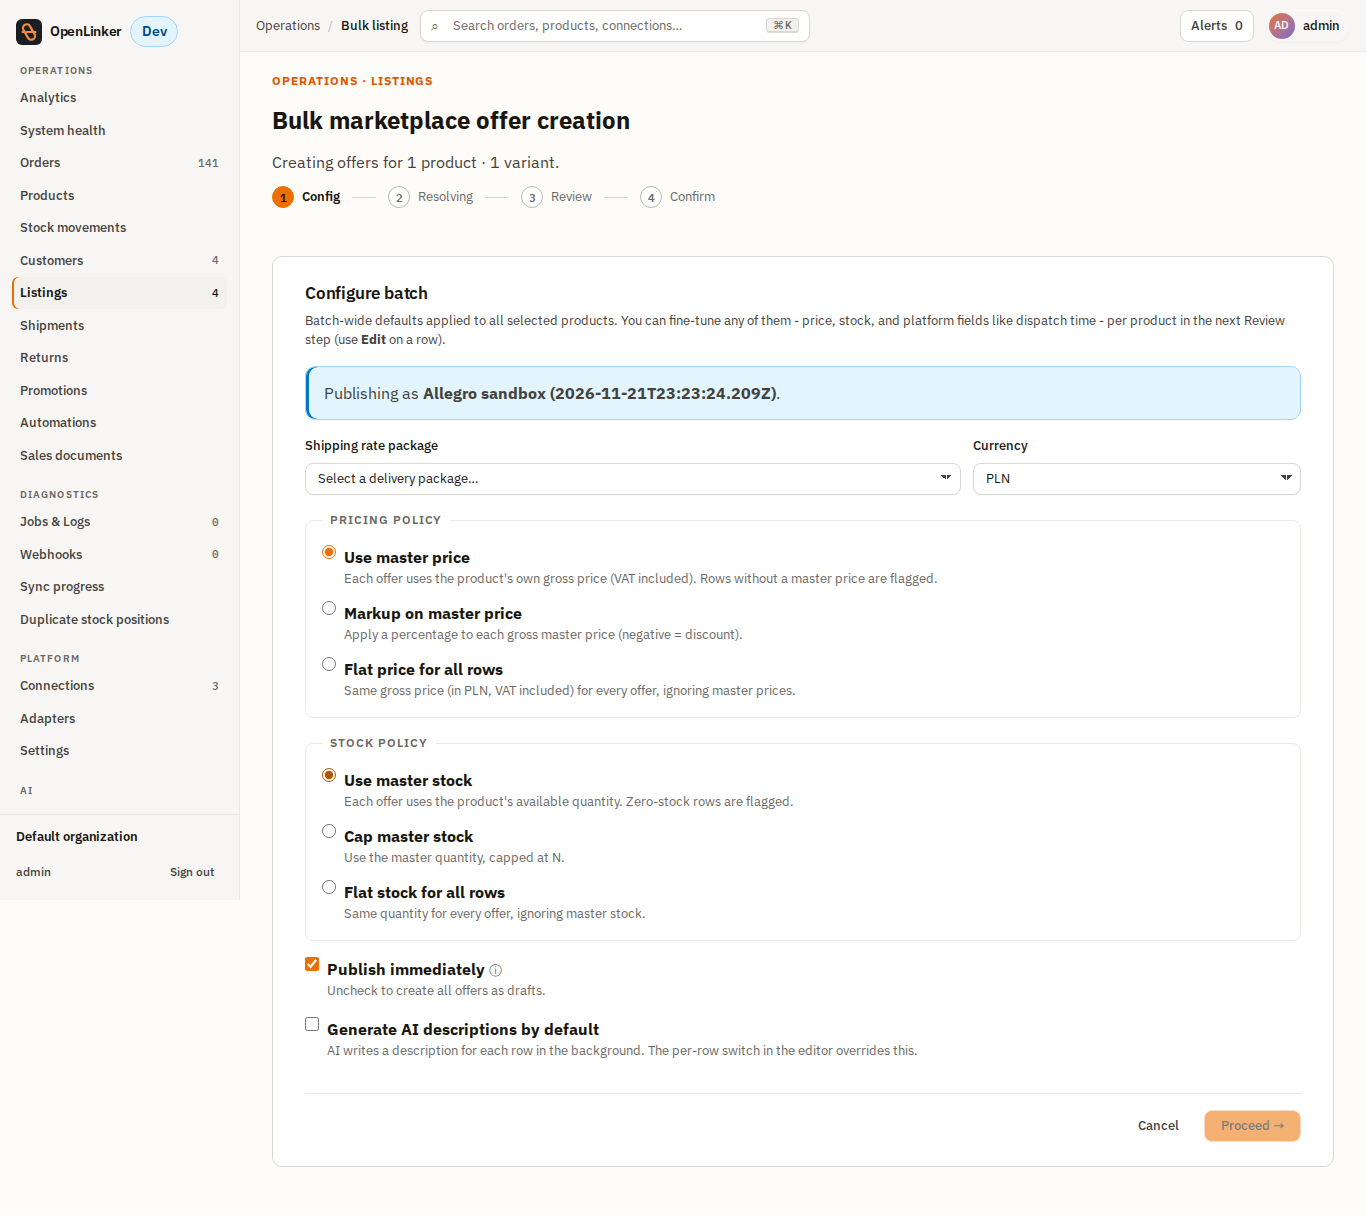 OpenLinker Dev
OPERATIONS
Analytics
System health
Orders 141
Products
Stock movements
Customers 4
Listings 4
Shipments
Returns
Promotions
Automations
Sales documents
DIAGNOSTICS
Jobs & Logs 0
Webhooks 0
Sync progress
Duplicate stock positions
PLATFORM
Connections 3
Adapters
Settings
AI
Default organization
admin Sign out
Operations / Bulk listing
Search orders, products, connections... ⌘K
Alerts 0
AD admin
OPERATIONS · LISTINGS
Bulk marketplace offer creation
Creating offers for 1 product · 1 variant.
1 Config 2 Resolving 3 Review 4 Confirm
Configure batch
Batch-wide defaults applied to all selected products. You can fine-tune any of them - price, stock, and platform fields like dispatch time - per product in the next Review
step (use Edit on a row).
Publishing as Allegro sandbox (2026-11-21T23:23:24.209Z).
Shipping rate package Currency
Select a delivery package... PLN
PRICING POLICY
Use master price
Each offer uses the product's own gross price (VAT included). Rows without a master price are flagged.
Markup on master price
Apply a percentage to each gross master price (negative = discount).
Flat price for all rows
Same gross price (in PLN, VAT included) for every offer, ignoring master prices.
STOCK POLICY
Use master stock
Each offer uses the product's available quantity. Zero-stock rows are flagged.
Cap master stock
Use the master quantity, capped at N.
Flat stock for all rows
Same quantity for every offer, ignoring master stock.
Publish immediately ⓘ
Uncheck to create all offers as drafts.
Generate AI descriptions by default
AI writes a description for each row in the background. The per-row switch in the editor overrides this.
Cancel Proceed →